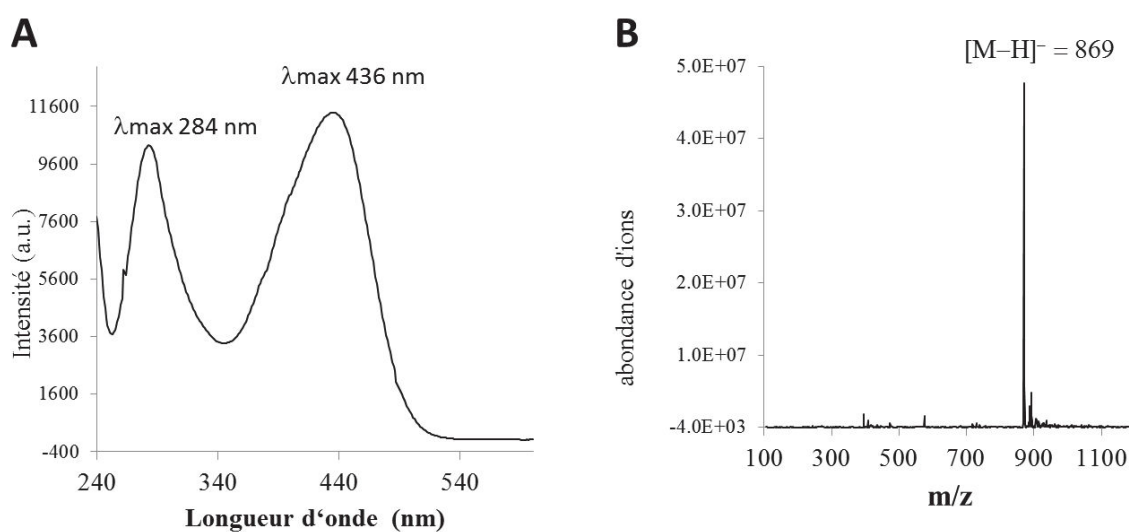 A
λmax 436 nm
λmax 284 nm
11600
9600
7600
5600
3600
1600
-400
Intensité (a.u.)
240
340
440
540
Longueur d‘onde (nm)
B
[M–H]⁻ = 869
5.0E+07
4.0E+07
3.0E+07
2.0E+07
1.0E+07
-4.0E+03
abondance d'ions
100
300
500
700
900
1100
m/z